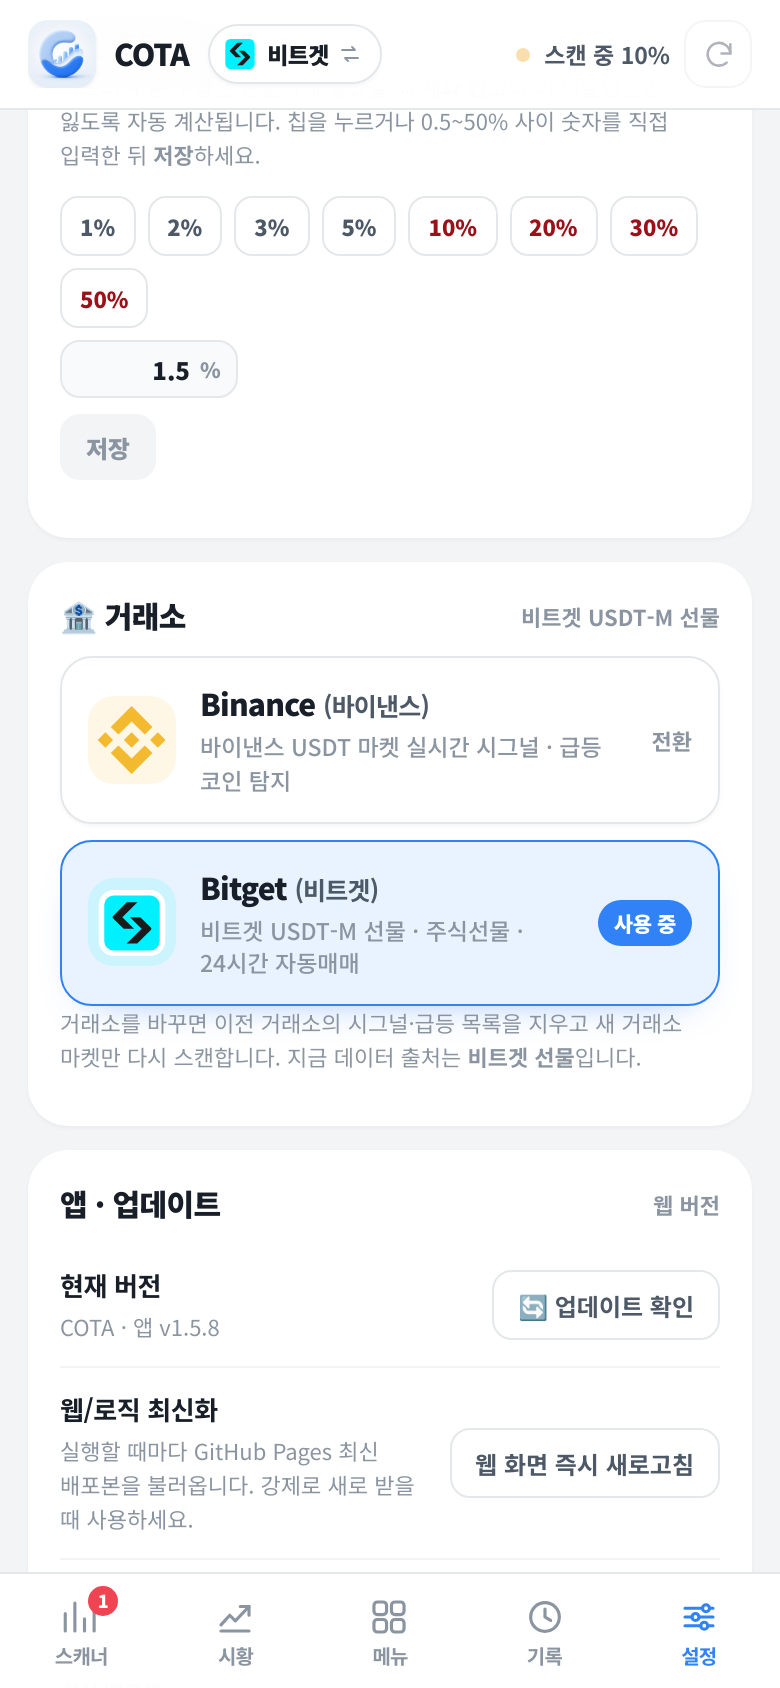 COTA
비트겟
스캔 중 10%
잃도록 자동 계산됩니다. 칩을 누르거나 0.5~50% 사이 숫자를 직접
입력한 뒤 저장하세요.
1%
2%
3%
5%
10%
20%
30%
50%
1.5 %
저장
거래소
비트겟 USDT-M 선물
Binance (바이낸스)
바이낸스 USDT 마켓 실시간 시그널 · 급등
코인 탐지
전환
Bitget (비트겟)
비트겟 USDT-M 선물 · 주식선물 ·
24시간 자동매매
사용 중
거래소를 바꾸면 이전 거래소의 시그널·급등 목록을 지우고 새 거래소
마켓만 다시 스캔합니다. 지금 데이터 출처는 비트겟 선물입니다.
앱 · 업데이트
웹 버전
현재 버전
COTA · 앱 v1.5.8
업데이트 확인
웹/로직 최신화
실행할 때마다 GitHub Pages 최신
배포본을 불러옵니다. 강제로 새로 받을
때 사용하세요.
웹 화면 즉시 새로고침
1
스캐너
시황
메뉴
기록
설정